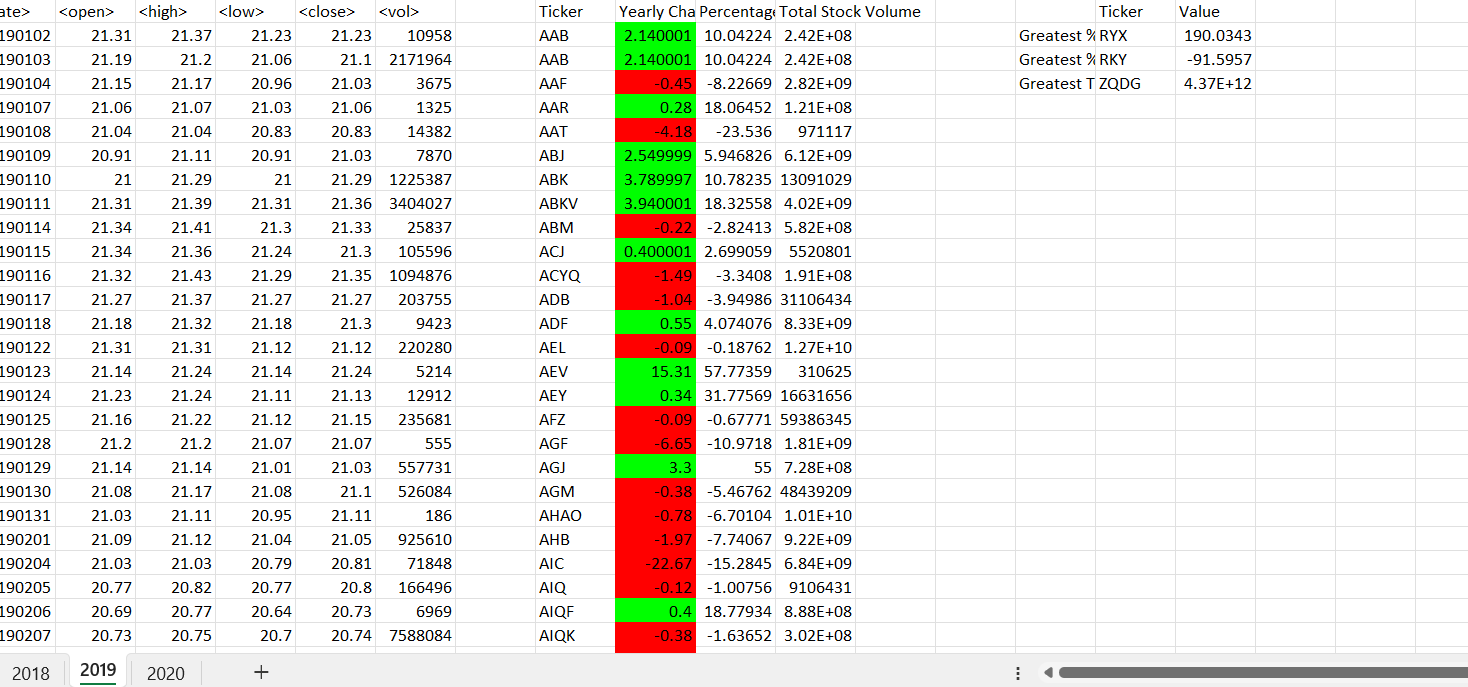 ate> <open> <high> <low> <close> <vol> Ticker Yearly Cha Percentage Total Stock Volume Ticker Value
190102 21.31 21.37 21.23 21.23 10958 AAB 2.140001 10.04224 2.42E+08 Greatest % RYX 190.0343
190103 21.19 21.2 21.06 21.1 2171964 AAB 2.140001 10.04224 2.42E+08 Greatest % RKY -91.5957
190104 21.15 21.17 20.96 21.03 3675 AAF -0.45 -8.22669 2.82E+09 Greatest T ZQDG 4.37E+12
190107 21.06 21.07 21.03 21.06 1325 AAR 0.28 18.06452 1.21E+08
190108 21.04 21.04 20.83 20.83 14382 AAT -4.18 -23.536 971117
190109 20.91 21.11 20.91 21.03 7870 ABJ 2.549999 5.946826 6.12E+09
190110 21 21.29 21 21.29 1225387 ABK 3.789997 10.78235 13091029
190111 21.31 21.39 21.31 21.36 3404027 ABKV 3.940001 18.32558 4.02E+09
190114 21.34 21.41 21.3 21.33 25837 ABM -0.22 -2.82413 5.82E+08
190115 21.34 21.36 21.24 21.3 105596 ACJ 0.400001 2.699059 5520801
190116 21.32 21.43 21.29 21.35 1094876 ACYQ -1.49 -3.3408 1.91E+08
190117 21.27 21.37 21.27 21.27 203755 ADB -1.04 -3.94986 31106434
190118 21.18 21.32 21.18 21.3 9423 ADF 0.55 4.074076 8.33E+09
190122 21.31 21.31 21.12 21.12 220280 AEL -0.09 -0.18762 1.27E+10
190123 21.14 21.24 21.14 21.24 5214 AEV 15.31 57.77359 310625
190124 21.23 21.24 21.11 21.13 12912 AEY 0.34 31.77569 16631656
190125 21.16 21.22 21.12 21.15 235681 AFZ -0.09 -0.67771 59386345
190128 21.2 21.2 21.07 21.07 555 AGF -6.65 -10.9718 1.81E+09
190129 21.14 21.14 21.01 21.03 557731 AGJ 3.3 55 7.28E+08
190130 21.08 21.17 21.08 21.1 526084 AGM -0.38 -5.46762 48439209
190131 21.03 21.11 20.95 21.11 186 AHAO -0.78 -6.70104 1.01E+10
190201 21.09 21.12 21.04 21.05 925610 AHB -1.97 -7.74067 9.22E+09
190204 21.03 21.03 20.79 20.81 71848 AIC -22.67 -15.2845 6.84E+09
190205 20.77 20.82 20.77 20.8 166496 AIQ -0.12 -1.00756 9106431
190206 20.69 20.77 20.64 20.73 6969 AIQF 0.4 18.77934 8.88E+08
190207 20.73 20.75 20.7 20.74 7588084 AIQK -0.38 -1.63652 3.02E+08
2018 2019 2020 +